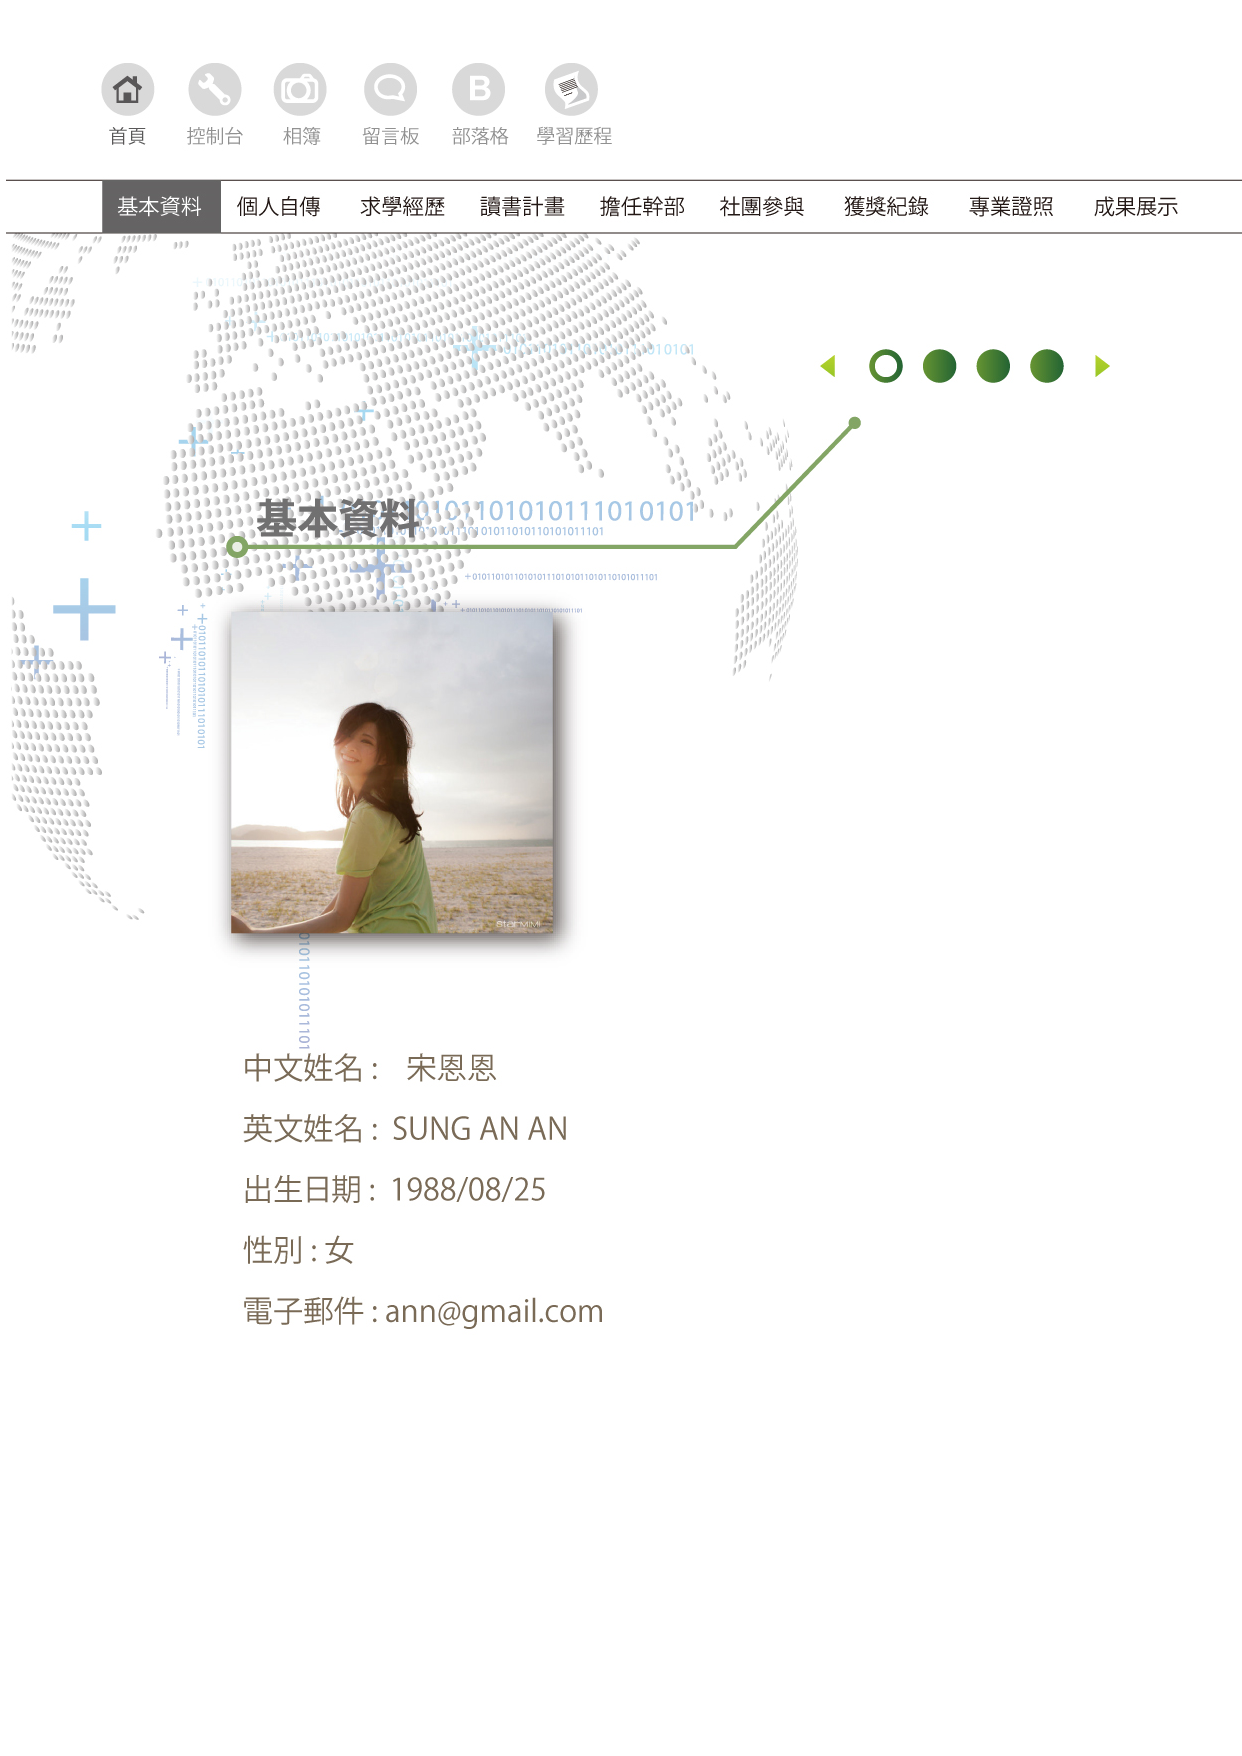 B
首頁 控制台 相簿 留言板 部落格 學習歷程
基本資料 個人自傳 求學經歷 讀書計畫 擔任幹部 社團參與 獲獎紀錄 專業證照 成果展示
基本資料
StarMiMi
中文姓名： 宋恩恩
英文姓名：SUNG AN AN
出生日期：1988/08/25
性別：女
電子郵件：ann@gmail.com